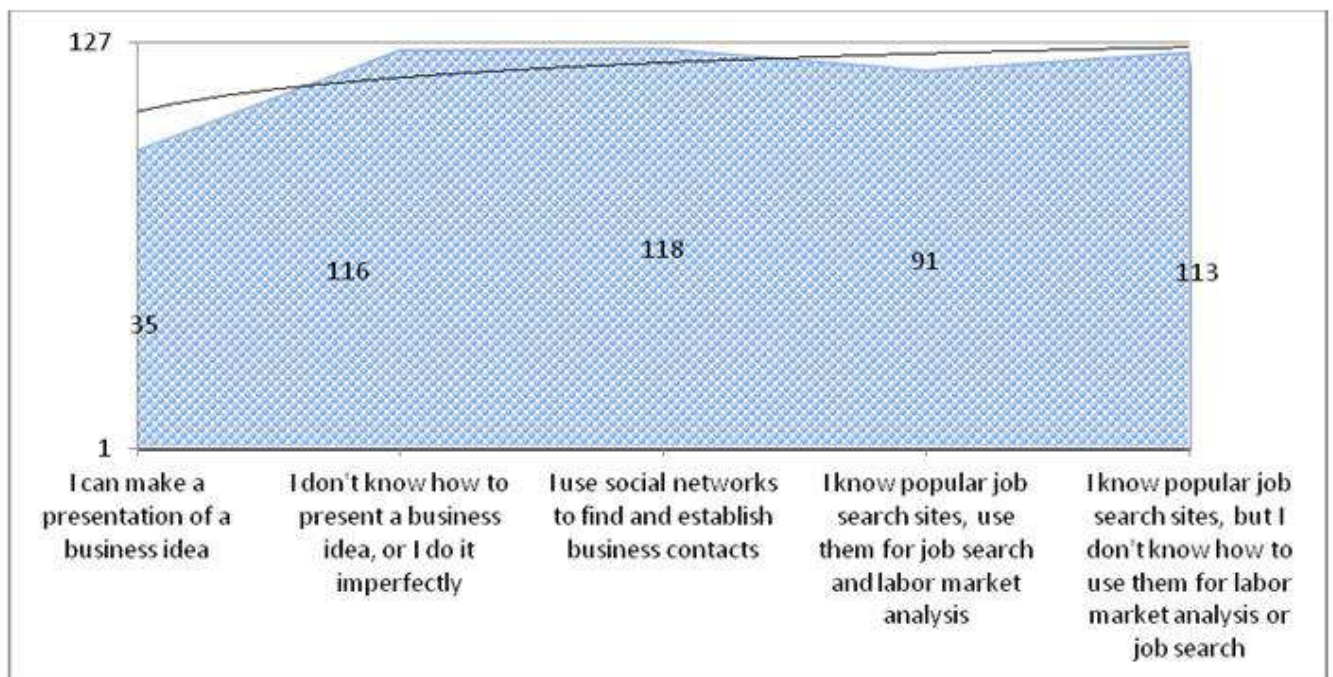 127
116
118
91
113
35
1
I can make a
presentation of a
business idea
I don't know how to
present a business
idea, or I do it
imperfectly
I use social networks
to find and establish
business contacts
I know popular job
search sites, use
them for job search
and labor market
analysis
I know popular job
search sites, but I
don't know how to
use them for labor
market analysis or
job search